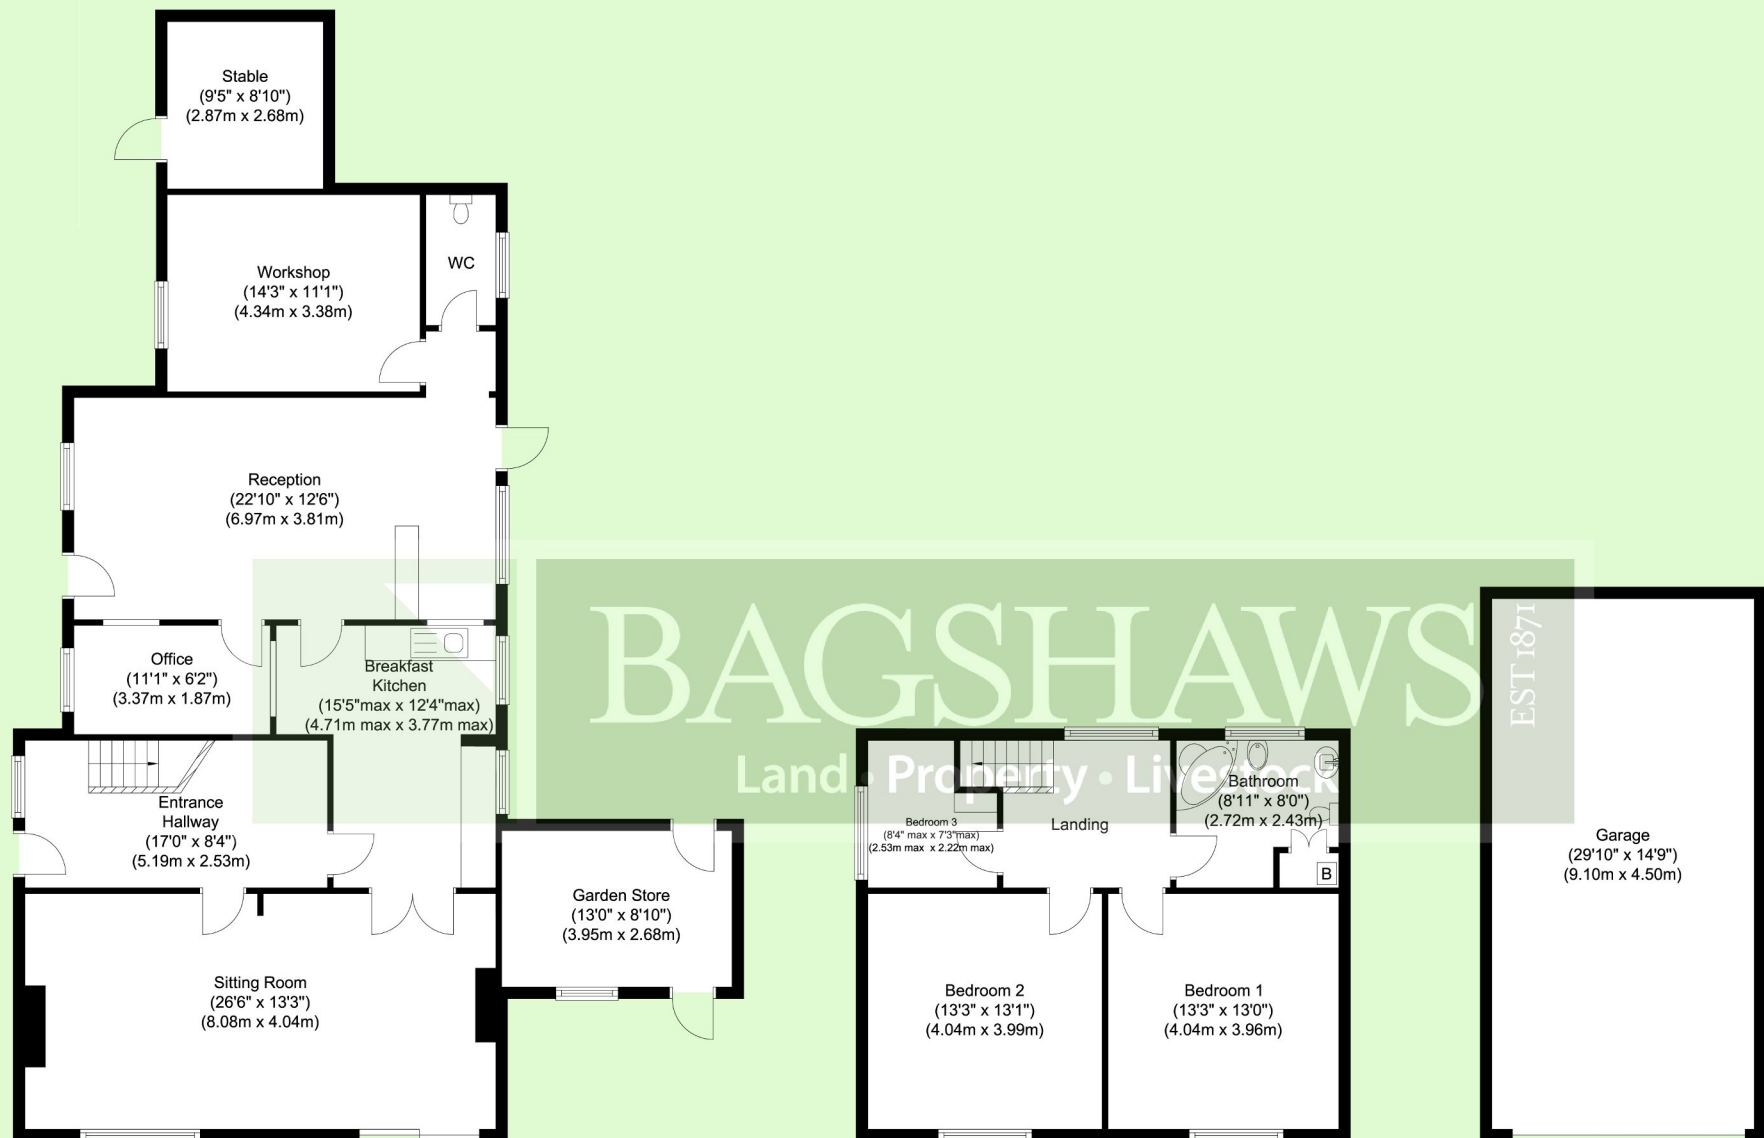 Stable
(9'5" x 8'10")
(2.87m x 2.68m)
Workshop
(14'3" x 11'1")
(4.34m x 3.38m)
WC
Reception
(22'10" x 12'6")
(6.97m x 3.81m)
Office
(11'1" x 6'2")
(3.37m x 1.87m)
Breakfast
Kitchen
(15'5"max x 12'4"max)
(4.71m max x 3.77m max)
Entrance
Hallway
(17'0" x 8'4")
(5.19m x 2.53m)
Sitting Room
(26'6" x 13'3")
(8.08m x 4.04m)
Garden Store
(13'0" x 8'10")
(3.95m x 2.68m)
BAGSHAWS
EST 1871
Land • Property • Livestock
Bedroom 3
(8'4" max x 7'3"max)
(2.53m max x 2.22m max)
Landing
Bathroom
(8'11" x 8'0")
(2.72m x 2.43m)
B
Bedroom 2
(13'3" x 13'1")
(4.04m x 3.99m)
Bedroom 1
(13'3" x 13'0")
(4.04m x 3.96m)
Garage
(29'10" x 14'9")
(9.10m x 4.50m)